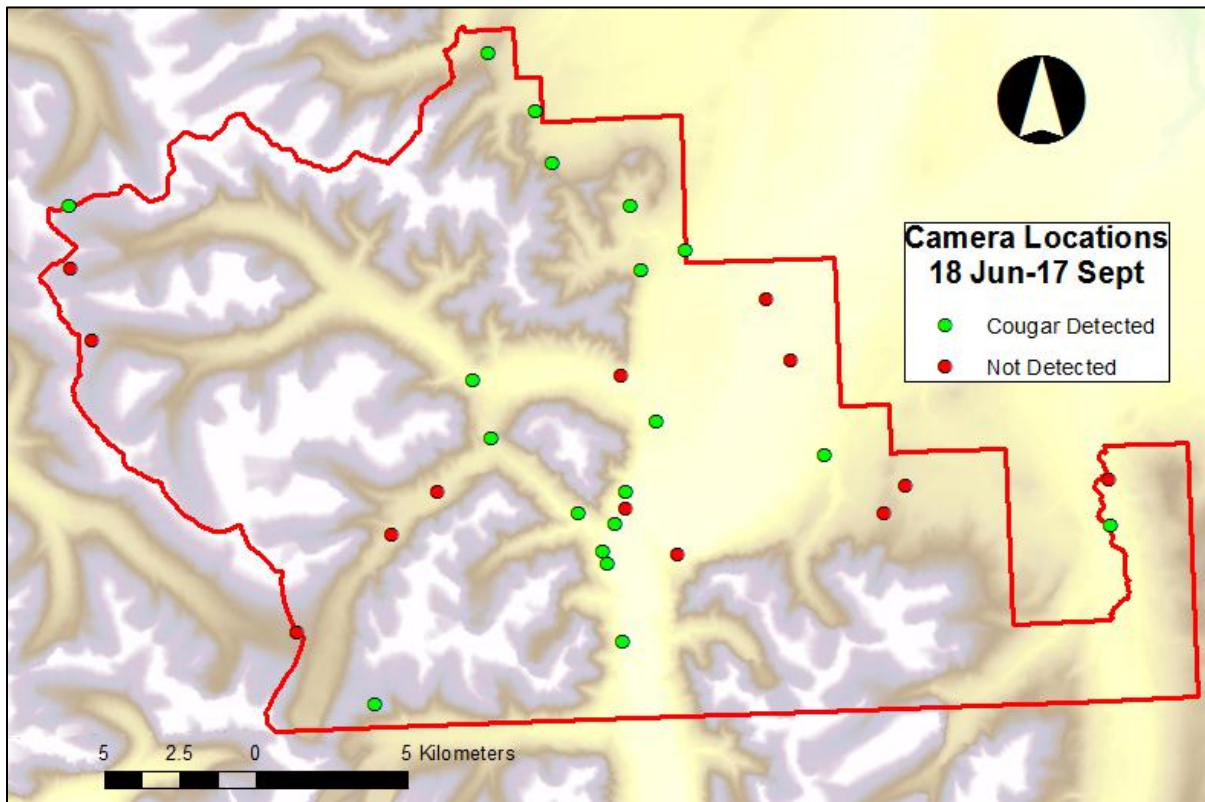 Camera Locations
18 Jun-17 Sept
Cougar Detected
Not Detected
5 2.5 0 5 Kilometers